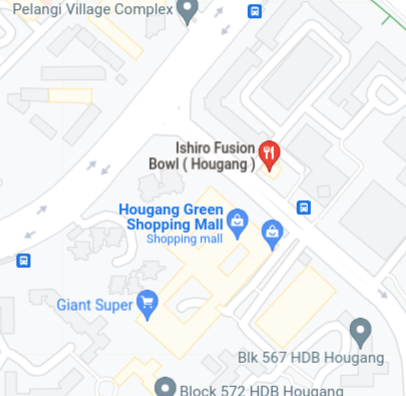 Pelangi Village Complex
Ishiro Fusion
Bowl ( Hougang )
Hougang Green
Shopping Mall
Shopping mall
Giant Super
Blk 567 HDB Hougang
Block 572 HDB Hougang